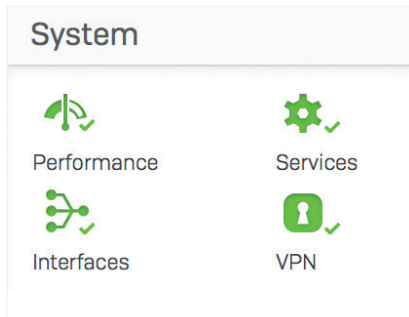 System
Performance
Services
Interfaces
VPN